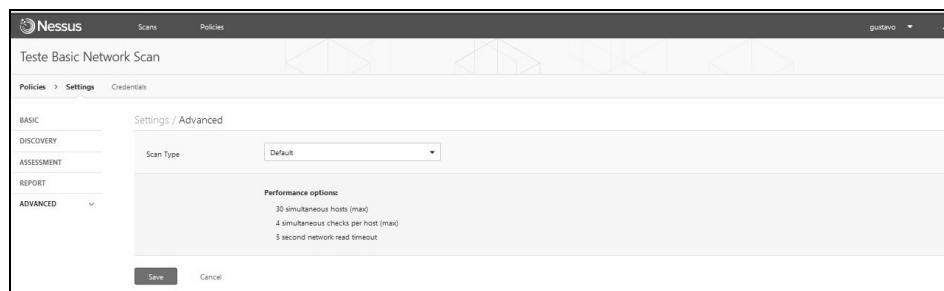 Nessus
Scans
Policies
gustavo
Teste Basic Network Scan
Policies > Settings
Credentials
BASIC
DISCOVERY
ASSESSMENT
REPORT
ADVANCED
Settings / Advanced
Scan Type
Default
Performance options:
30 simultaneous hosts (max)
4 simultaneous checks per host (max)
5 second network read timeout
Save
Cancel